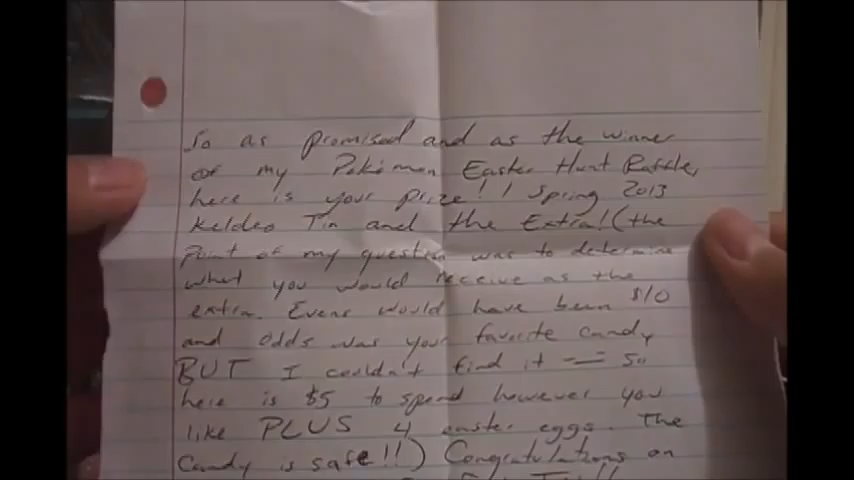 So as promised and as the winner
of my Pokémon Easter Hunt Raffle,
here is your prize!! Spring 2013
Keldeo Tin and the Extra! (the
Point of my question was to determine
what you would receive as the
extra. Evens would have been $10
and odds was your favorite candy
BUT I couldn't find it so
here is $5 to spend however you
like PLUS 4 easter eggs. The
Candy is safe!!) Congratulations on